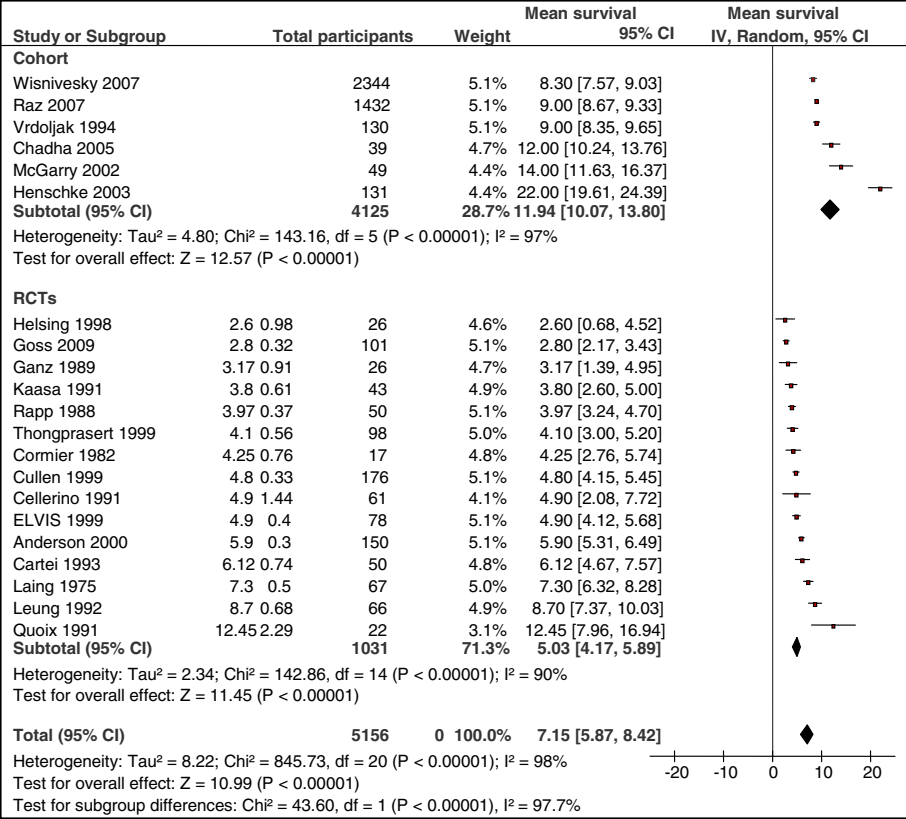 Mean survival Mean survival
Study or Subgroup Total participants Weight 95% CI IV, Random, 95% CI
Cohort
Wisnivesky 2007 2344 5.1% 8.30 [7.57, 9.03]
Raz 2007 1432 5.1% 9.00 [8.67, 9.33]
Vrdoljak 1994 130 5.1% 9.00 [8.35, 9.65]
Chadha 2005 39 4.7% 12.00 [10.24, 13.76]
McGarry 2002 49 4.4% 14.00 [11.63, 16.37]
Henschke 2003 131 4.4% 22.00 [19.61, 24.39]
Subtotal (95% CI) 4125 28.7% 11.94 [10.07, 13.80]
Heterogeneity: Tau² = 4.80; Chi² = 143.16, df = 5 (P < 0.00001); I² = 97%
Test for overall effect: Z = 12.57 (P < 0.00001)
RCTs
Helsing 1998 2.6 0.98 26 4.6% 2.60 [0.68, 4.52]
Goss 2009 2.8 0.32 101 5.1% 2.80 [2.17, 3.43]
Ganz 1989 3.17 0.91 26 4.7% 3.17 [1.39, 4.95]
Kaasa 1991 3.8 0.61 43 4.9% 3.80 [2.60, 5.00]
Rapp 1988 3.97 0.37 50 5.1% 3.97 [3.24, 4.70]
Thongprasert 1999 4.1 0.56 98 5.0% 4.10 [3.00, 5.20]
Cormier 1982 4.25 0.76 17 4.8% 4.25 [2.76, 5.74]
Cullen 1999 4.8 0.33 176 5.1% 4.80 [4.15, 5.45]
Cellerino 1991 4.9 1.44 61 4.1% 4.90 [2.08, 7.72]
ELVIS 1999 4.9 0.4 78 5.1% 4.90 [4.12, 5.68]
Anderson 2000 5.9 0.3 150 5.1% 5.90 [5.31, 6.49]
Cartei 1993 6.12 0.74 50 4.8% 6.12 [4.67, 7.57]
Laing 1975 7.3 0.5 67 5.0% 7.30 [6.32, 8.28]
Leung 1992 8.7 0.68 66 4.9% 8.70 [7.37, 10.03]
Quoix 1991 12.45 2.29 22 3.1% 12.45 [7.96, 16.94]
Subtotal (95% CI) 1031 71.3% 5.03 [4.17, 5.89]
Heterogeneity: Tau² = 2.34; Chi² = 142.86, df = 14 (P < 0.00001); I² = 90%
Test for overall effect: Z = 11.45 (P < 0.00001)
Total (95% CI) 5156 0 100.0% 7.15 [5.87, 8.42]
Heterogeneity: Tau² = 8.22; Chi² = 845.73, df = 20 (P < 0.00001); I² = 98%
-20 -10 0 10 20
Test for overall effect: Z = 10.99 (P < 0.00001)
Test for subgroup differences: Chi² = 43.60, df = 1 (P < 0.00001), I² = 97.7%